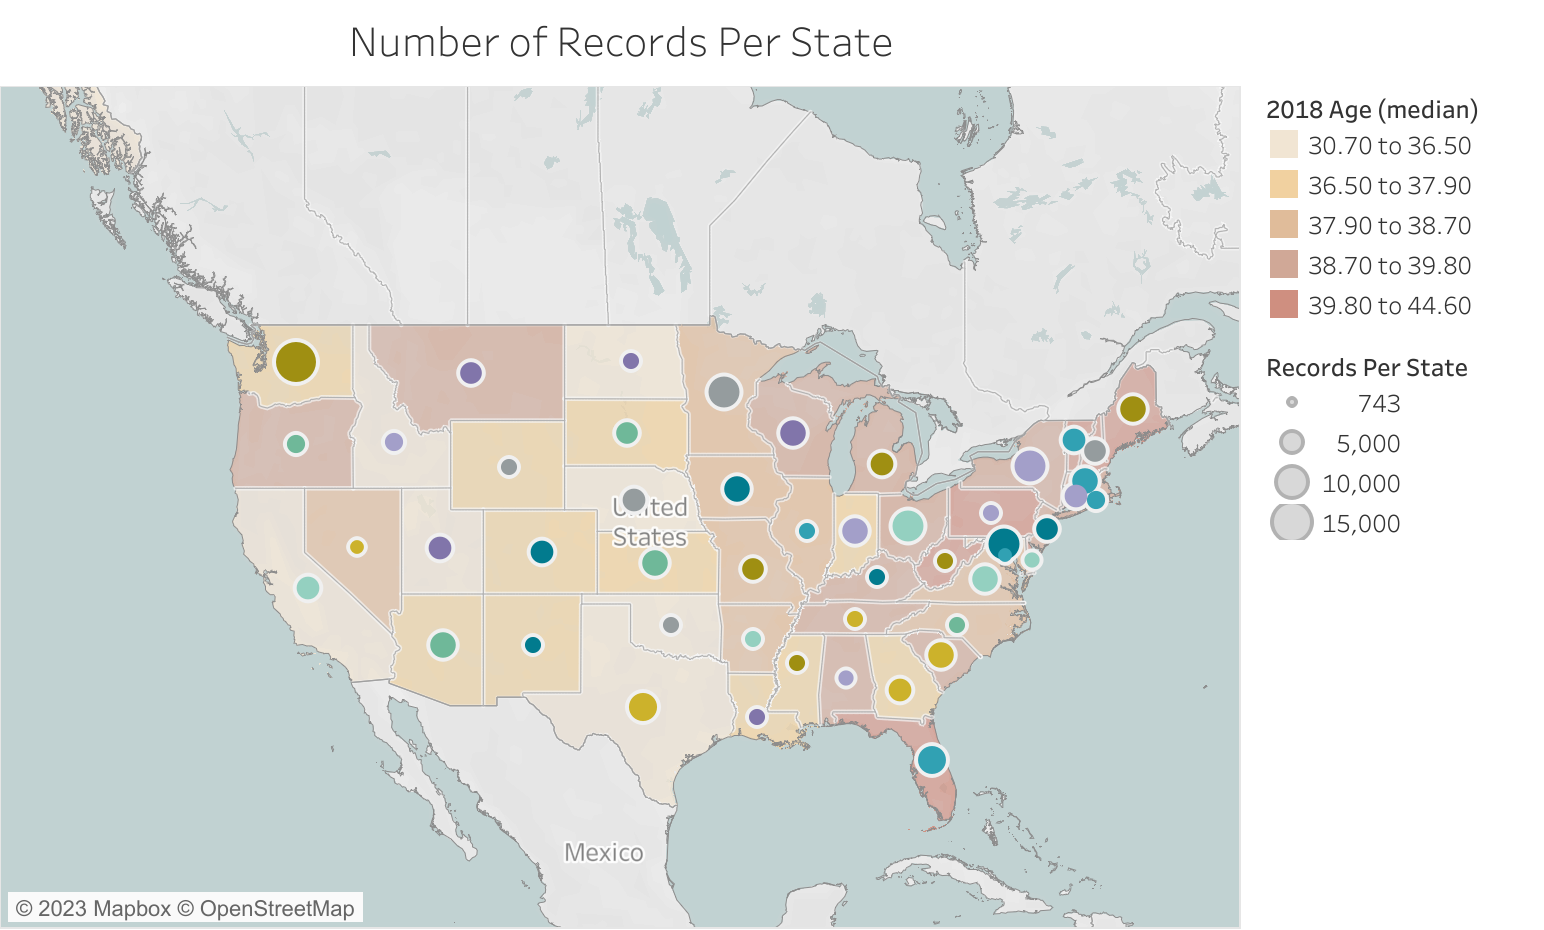 Number of Records Per State
2018 Age (median)
30.70 to 36.50
36.50 to 37.90
37.90 to 38.70
38.70 to 39.80
39.80 to 44.60
Records Per State
743
5,000
10,000
15,000
United
States
Mexico
© 2023 Mapbox © OpenStreetMap